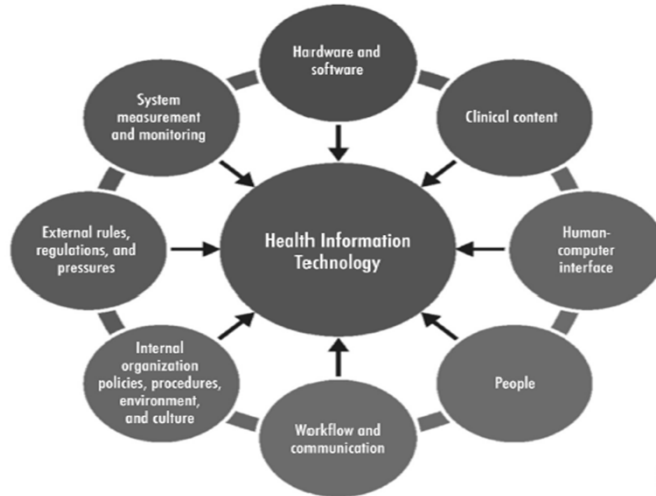 Hardware and
software
Clinical content
Human-
computer
interface
People
Workflow and
communication
Internal
organization
policies, procedures,
environment,
and culture
External rules,
regulations, and
pressures
System
measurement
and monitoring
Health Information
Technology